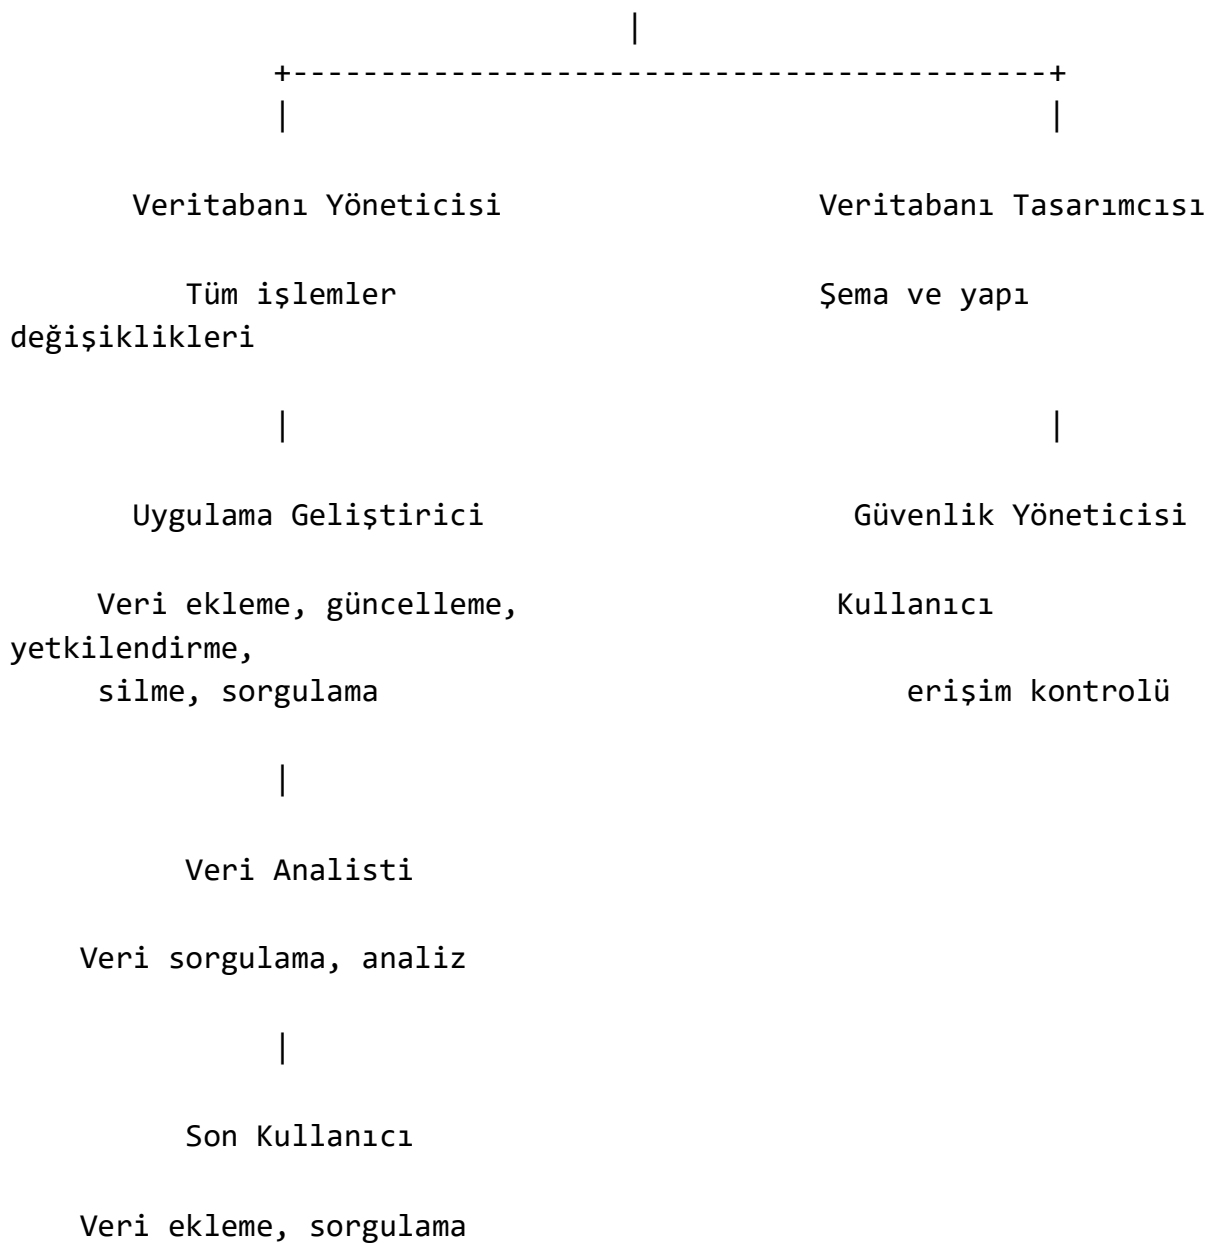 |
+-------------------------------------------+
| |
Veritabanı Yöneticisi Veritabanı Tasarımcısı
Tüm işlemler Şema ve yapı
değişiklikleri
| |
Uygulama Geliştirici Güvenlik Yöneticisi
Veri ekleme, güncelleme, Kullanıcı
yetkilendirme,
silme, sorgulama erişim kontrolü
|
Veri Analisti
Veri sorgulama, analiz
|
Son Kullanıcı
Veri ekleme, sorgulama